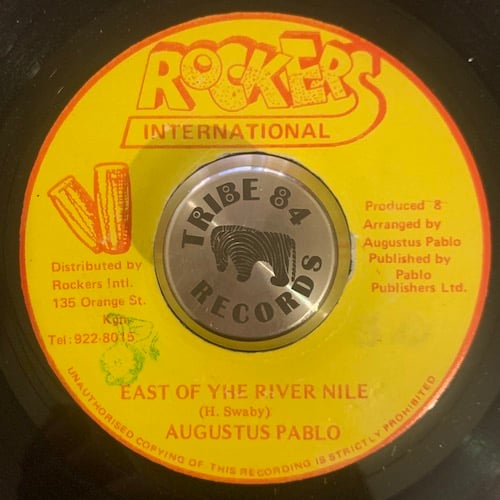 ROCKERS
INTERNATIONAL
TRIBE 84
RECORDS
Distributed by
Rockers Intl.
135 Orange St.
Kgn.
Tel:922-8015
Produced &
Arranged by
Augustus Pablo
Published by
Pablo
Publishers Ltd.
EAST OF YHE RIVER NILE
(H. Swaby)
AUGUSTUS PABLO
UNAUTHORISED COPYING OF THIS RECORDING IS STRICTLY PROHIBITED